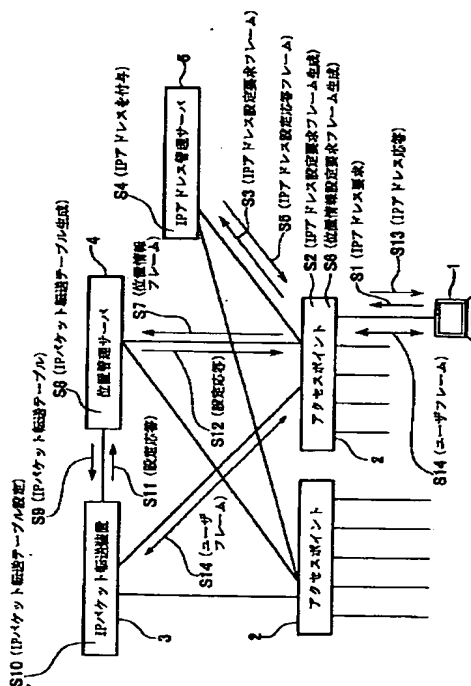 S10 (IPパケット転送テーブル設定)
S9 (IPパケット転送テーブル)
S8 (IPパケット転送テーブル生成)
IPパケット転送装置
3
位置管理サーバ
4
S11 (設定応答)
S4 (IPアドレスを付与)
IPアドレス管理サーバ
5
S7 (位置情報
フレーム)
S12 (設定応答)
S14 (ユーザ
フレーム)
S3 (IPアドレス設定要求フレーム)
S5 (IPアドレス設定応答フレーム)
S2 (IPアドレス設定要求フレーム生成)
S6 (位置情報設定要求フレーム生成)
アクセスポイント
2
アクセスポイント
2
S1 (IPアドレス要求)
S13 (IPアドレス応答)
S14 (ユーザフレーム)
1